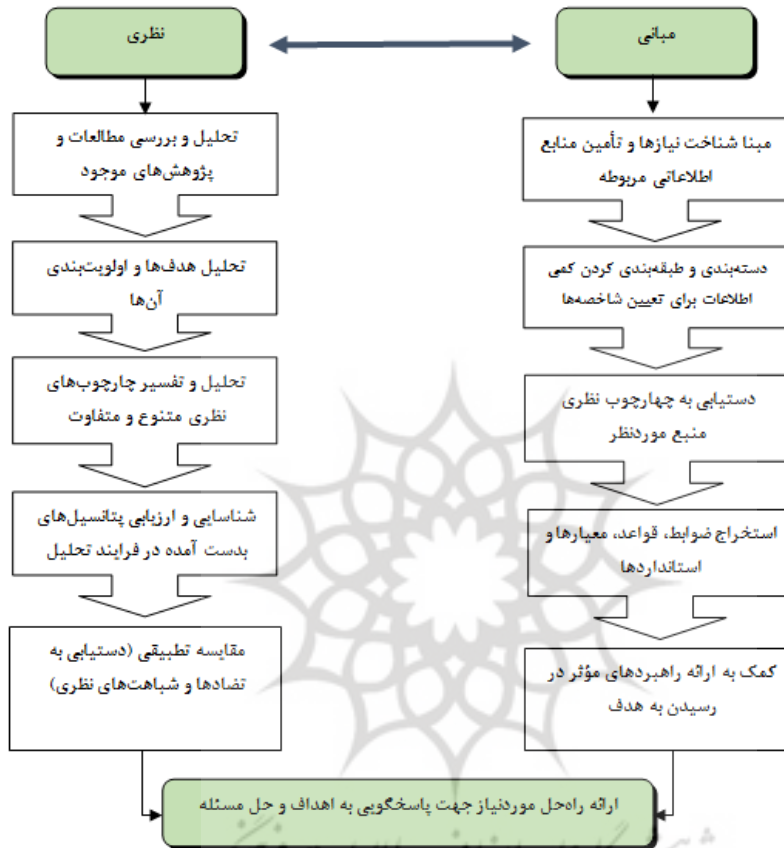 مبانی
مبنا شناخت نیازها و تأمین منابع
اطلاعاتی مربوطه
دسته‌بندی و طبقه‌بندی کردن کمی
اطلاعات برای تعیین شاخصه‌ها
دستیابی به چهارچوب نظری
منبع موردنظر
استخراج ضوابط، قواعد، معیارها و
استانداردها
کمک به ارائه راهبردهای مؤثر در
رسیدن به هدف
نظری
تحلیل و بررسی مطالعات و
پژوهش‌های موجود
تحلیل هدف‌ها و اولویت‌بندی
آن‌ها
تحلیل و تفسیر چارچوب‌های
نظری متنوع و متفاوت
شناسایی و ارزیابی پتانسیل‌های
بدست آمده در فرایند تحلیل
مقایسه تطبیقی (دستیابی به
تضادها و شباهت‌های نظری)
ارائه راه‌حل موردنیاز جهت پاسخگویی به اهداف و حل مسئله